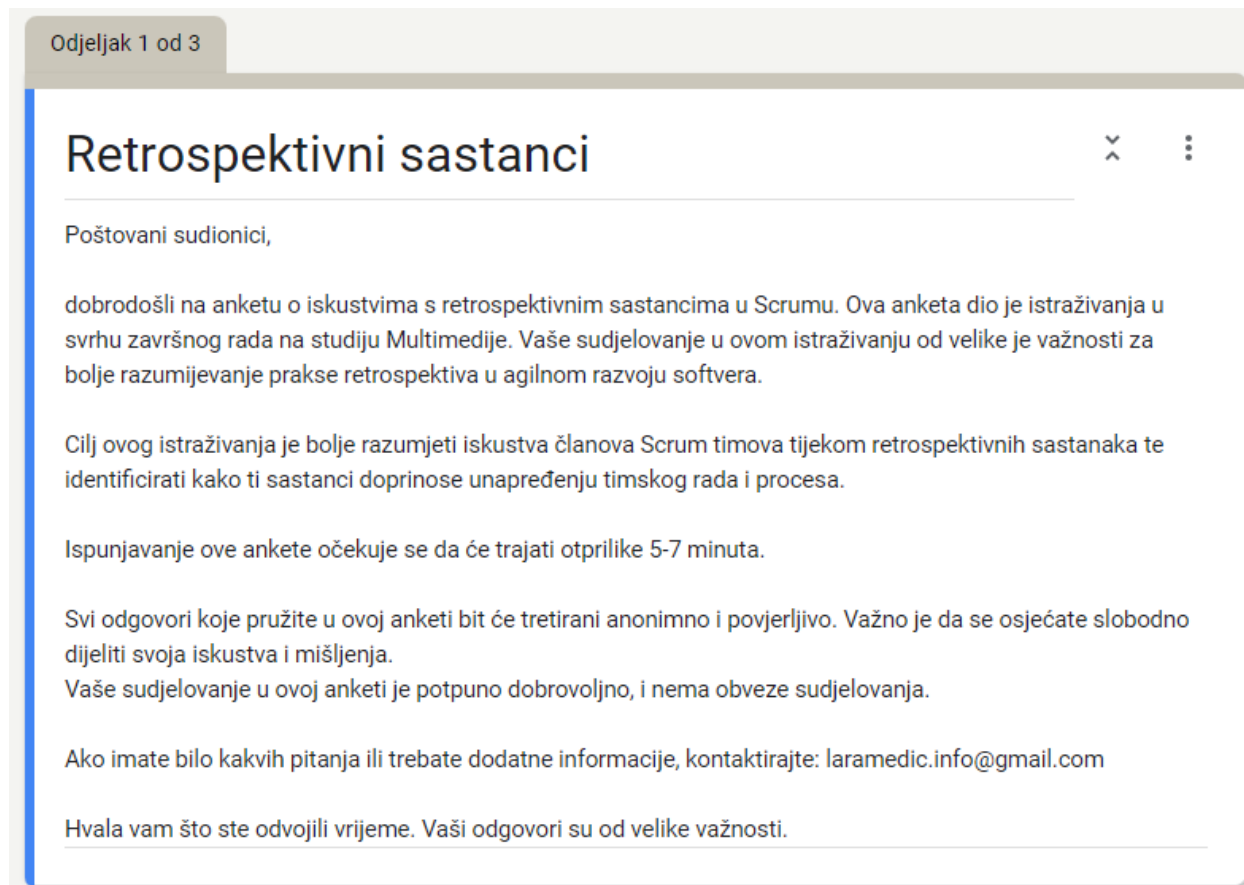 Odjeljak 1 od 3
Retrospektivni sastanci
Poštovani sudionici,
dobrodošli na anketu o iskustvima s retrospektivnim sastancima u Scrumu. Ova anketa dio je istraživanja u
svrhu završnog rada na studiju Multimedije. Vaše sudjelovanje u ovom istraživanju od velike je važnosti za
bolje razumijevanje prakse retrospektiva u agilnom razvoju softvera.
Cilj ovog istraživanja je bolje razumjeti iskustva članova Scrum timova tijekom retrospektivnih sastanaka te
identificirati kako ti sastanci doprinose unapređenju timskog rada i procesa.
Ispunjavanje ove ankete očekuje se da će trajati otprilike 5-7 minuta.
Svi odgovori koje pružite u ovoj anketi bit će tretirani anonimno i povjerljivo. Važno je da se osjećate slobodno
dijeliti svoja iskustva i mišljenja.
Vaše sudjelovanje u ovoj anketi je potpuno dobrovoljno, i nema obveze sudjelovanja.
Ako imate bilo kakvih pitanja ili trebate dodatne informacije, kontaktirajte: laramedic.info@gmail.com
Hvala vam što ste odvojili vrijeme. Vaši odgovori su od velike važnosti.